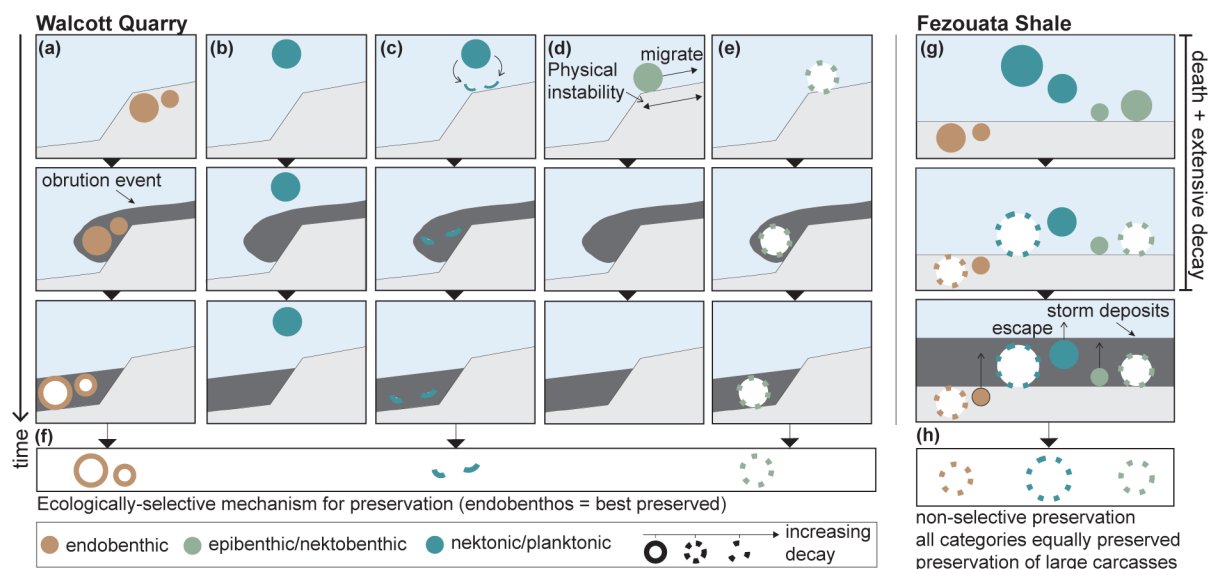 Walcott Quarry
Fezouata Shale
(a)
(b)
(c)
(d)
migrate
Physical
instability
(e)
(g)
death + extensive decay
obrution event
storm deposits
escape
time
(f)
(h)
Ecologically-selective mechanism for preservation (endobenthos = best preserved)
non-selective preservation
all categories equally preserved
preservation of large carcasses
endobenthic
epibenthic/nektobenthic
nektonic/planktonic
increasing
decay